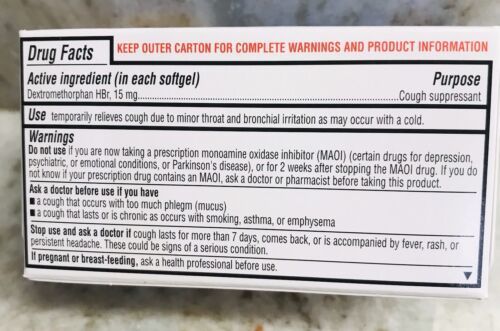 Drug Facts
KEEP OUTER CARTON FOR COMPLETE WARNINGS AND PRODUCT INFORMATION
Active ingredient (in each softgel) Purpose
Dextromethorphan HBr, 15 mg..........Cough suppressant
Use temporarily relieves cough due to minor throat and bronchial irritation as may occur with a cold.
Warnings
Do not use if you are now taking a prescription monoamine oxidase inhibitor (MAOI) (certain drugs for depression,
psychiatric, or emotional conditions, or Parkinson's disease), or for 2 weeks after stopping the MAOI drug. If you do
not know if your prescription drug contains an MAOI, ask a doctor or pharmacist before taking this product.
Ask a doctor before use if you have
■ a cough that occurs with too much phlegm (mucus)
■ a cough that lasts or is chronic as occurs with smoking, asthma, or emphysema
Stop use and ask a doctor if cough lasts for more than 7 days, comes back, or is accompanied by fever, rash, or
persistent headache. These could be signs of a serious condition.
If pregnant or breast-feeding, ask a health professional before use.